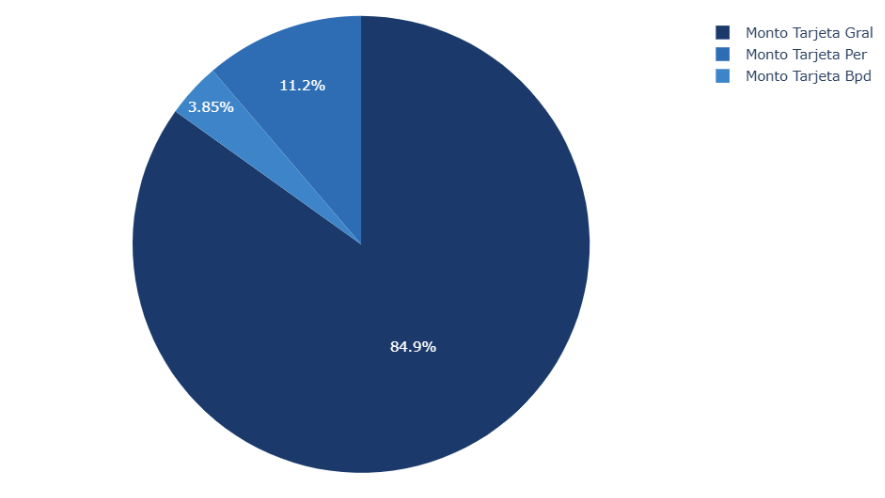 Monto Tarjeta Gral
Monto Tarjeta Per
Monto Tarjeta Bpd
11.2%
3.85%
84.9%